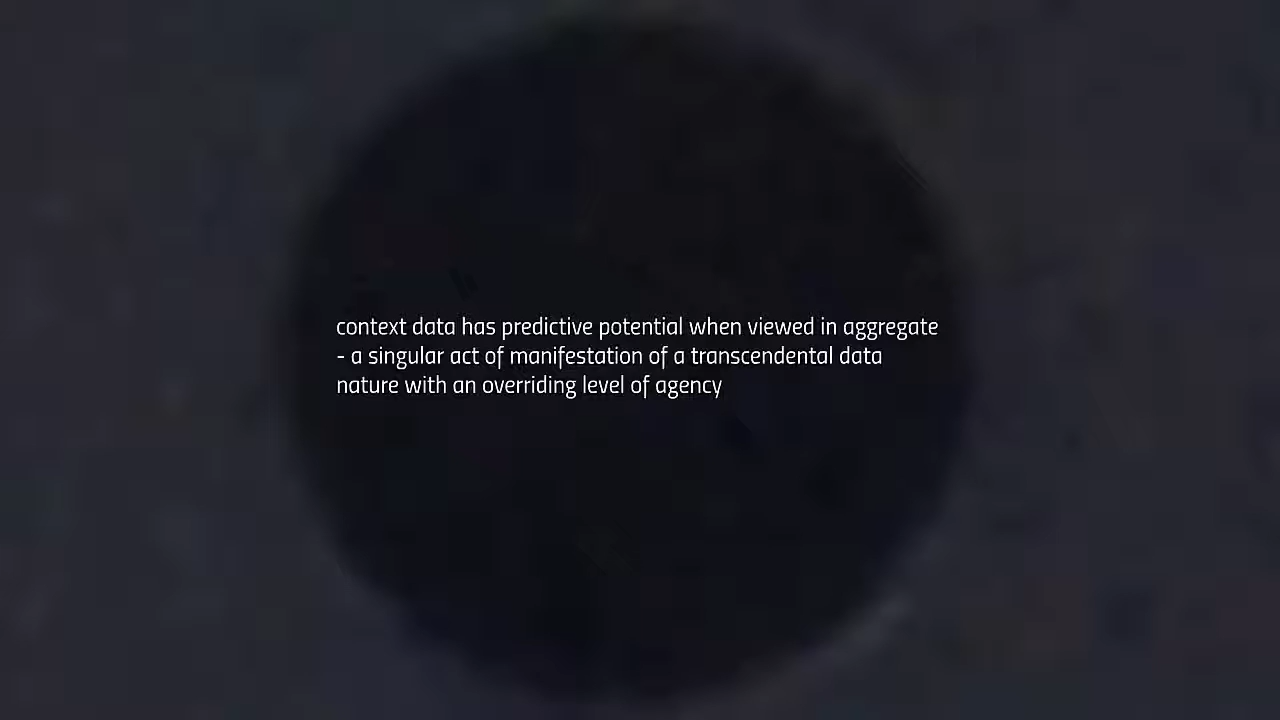 context data has predictive potential when viewed in aggregate
- a singular act of manifestation of a transcendental data
nature with an overriding level of agency